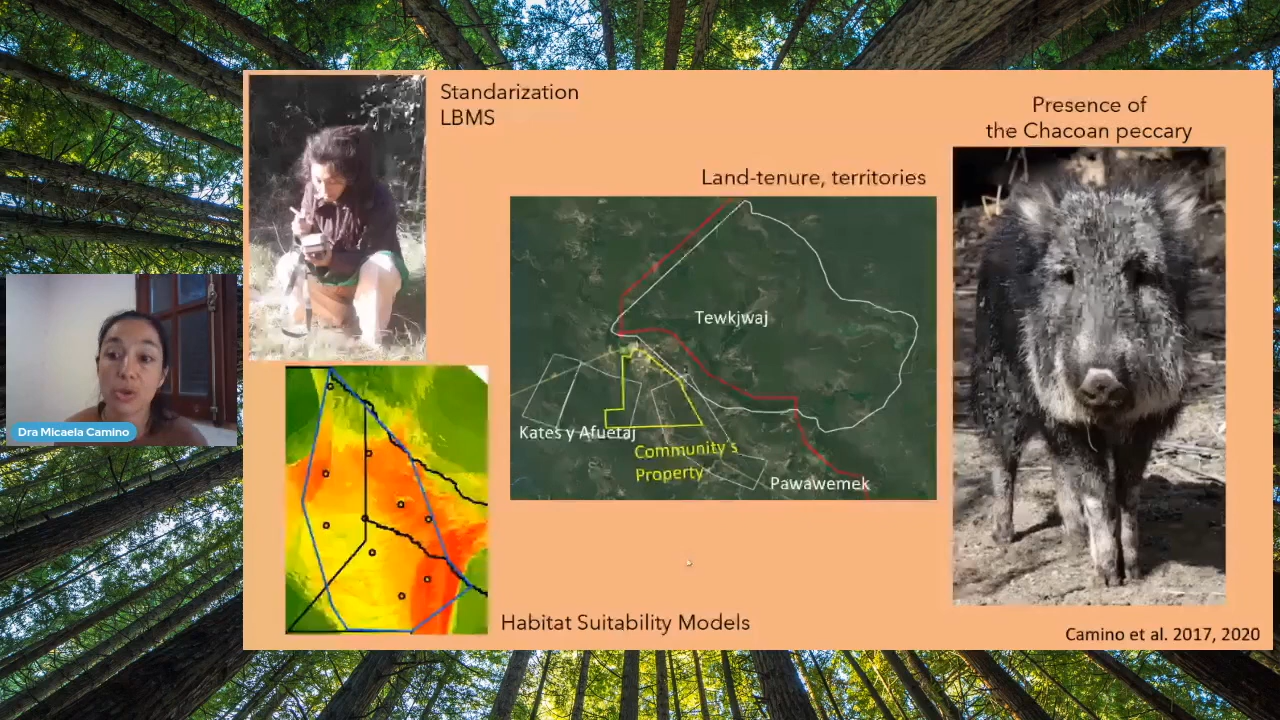 Standarization
LBMS
Presence of
the Chacoan peccary
Land-tenure, territories
Tewkjwaj
Kates y Afuetaj
Community's
Property
Pawawemek
Dra Micaela Camino
Habitat Suitability Models
Camino et al. 2017, 2020